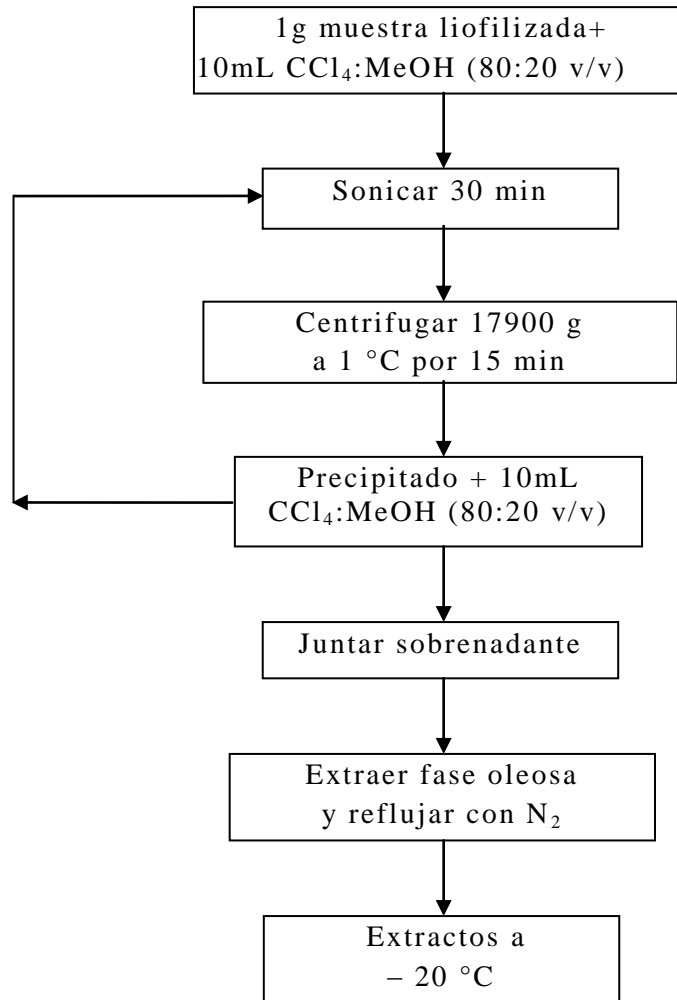 1g muestra liofilizada+
10mL CCl₄:MeOH (80:20 v/v)
Sonicar 30 min
Centrifugar 17900 g
a 1 °C por 15 min
Precipitado + 10mL
CCl₄:MeOH (80:20 v/v)
Juntar sobrenadante
Extraer fase oleosa
y reflujar con N₂
Extractos a
– 20 °C